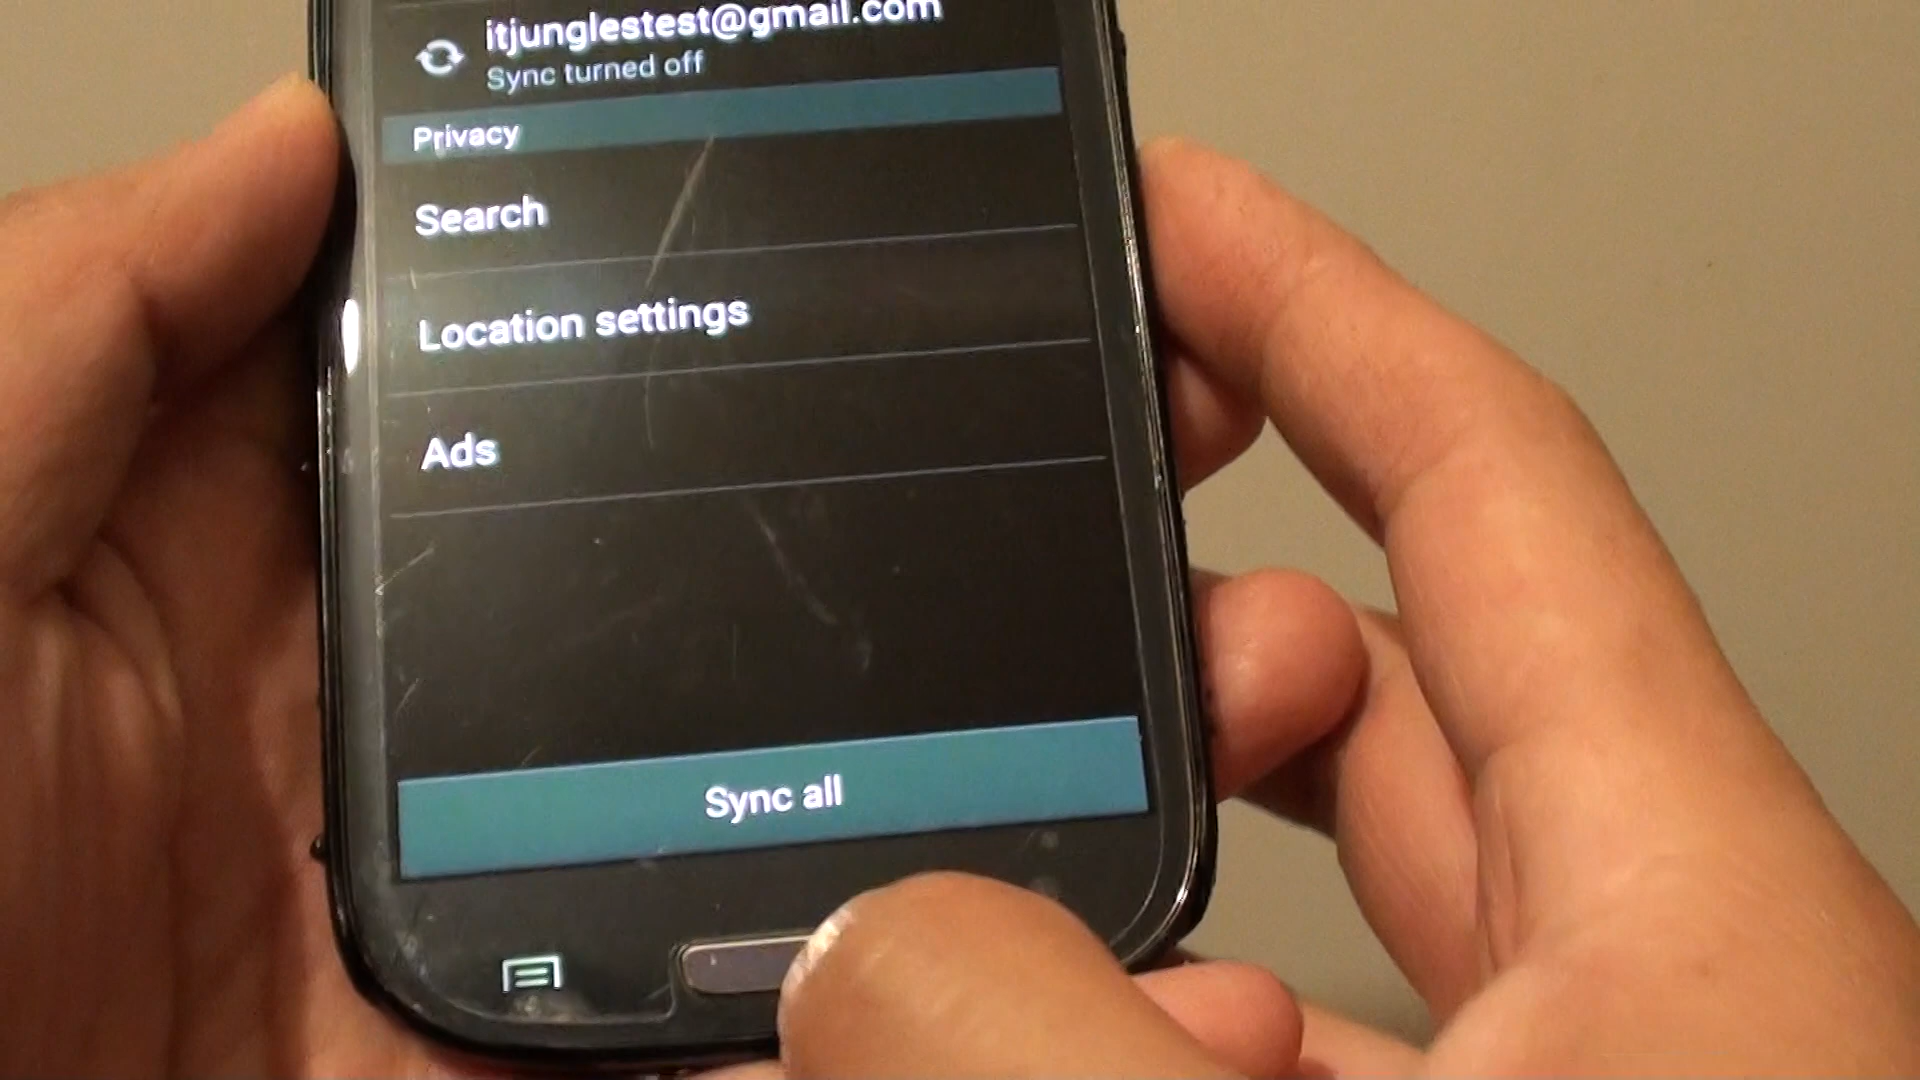 itjunglestest@gmail.com
Sync turned off
Privacy
Search
Location settings
Ads
Sync all